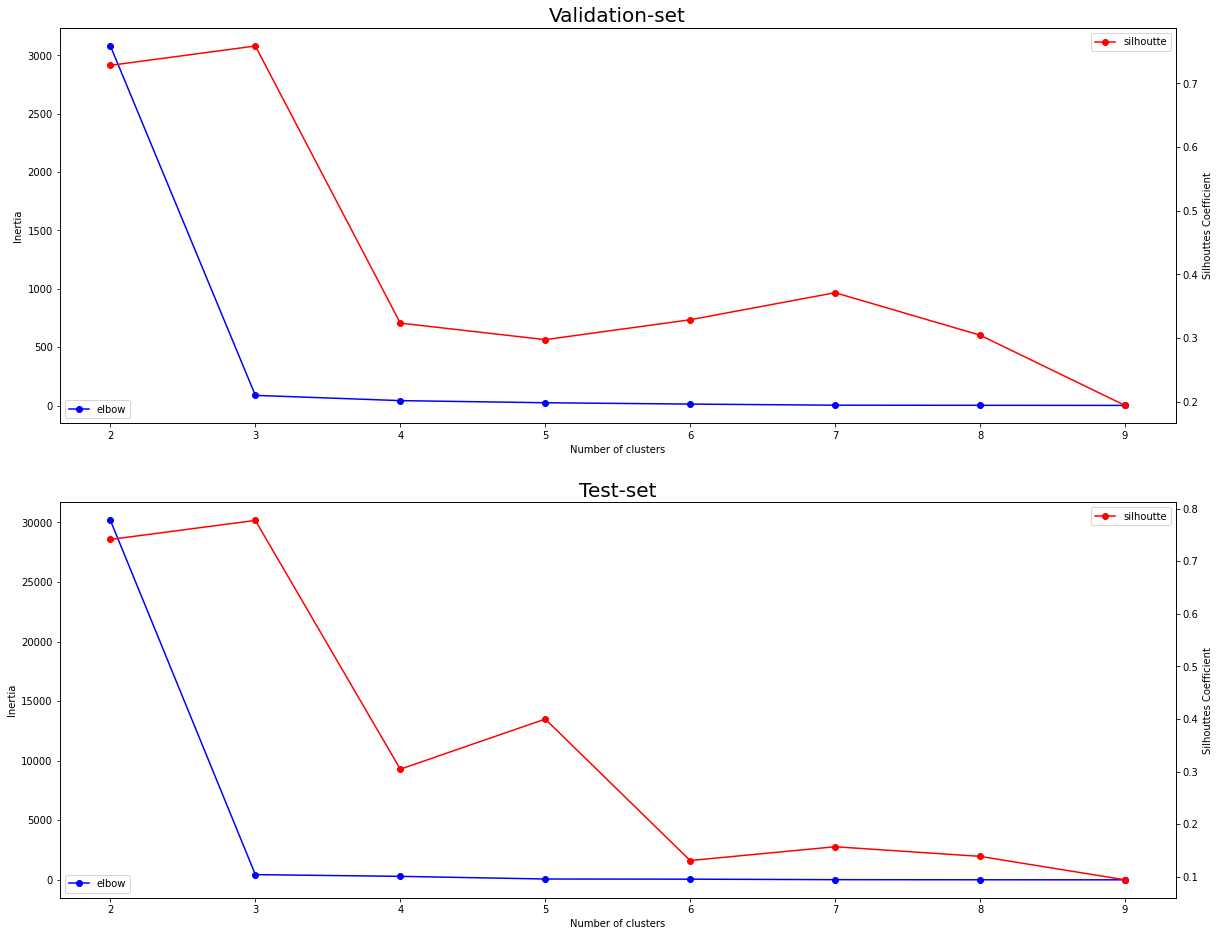 Validation-set
silhoutte
3000
2500
2000
1500
1000
500
0
Inertia
0.7
0.6
0.5
0.4
0.3
0.2
Silhouttes Coefficient
elbow
2 3 4 5 6 7 8 9
Number of clusters
Test-set
silhoutte
30000
25000
20000
15000
10000
5000
0
Inertia
0.8
0.7
0.6
0.5
0.4
0.3
0.2
0.1
Silhouttes Coefficient
elbow
2 3 4 5 6 7 8 9
Number of clusters